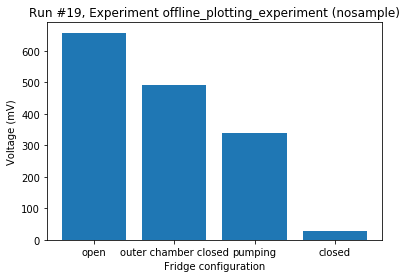 Run #19, Experiment offline_plotting_experiment (nosample)
Voltage (mV)
600
500
400
300
200
100
0
open outer chamber closed pumping closed
Fridge configuration